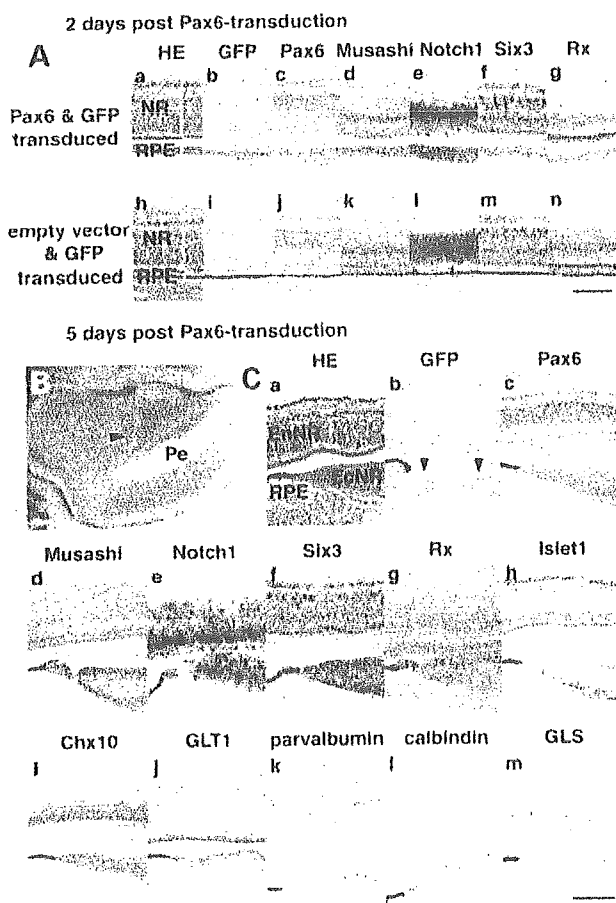 2 days post Pax6-transduction
A
HE GFP Pax6 Musashi Notch1 Six3 Rx
a b c d e f g
Pax6 & GFP
transduced
NR
RPE
h i j k l m n
empty vector
& GFP
transduced
NR
RPE
5 days post Pax6-transduction
B
Pe
C
HE GFP Pax6
a b c
EnNR
RPE EcNR
Musashi Notch1 Six3 Rx Islet1
d e f g h
Chx10 GLT1 parvalbumin calbindin GLS
i j k l m